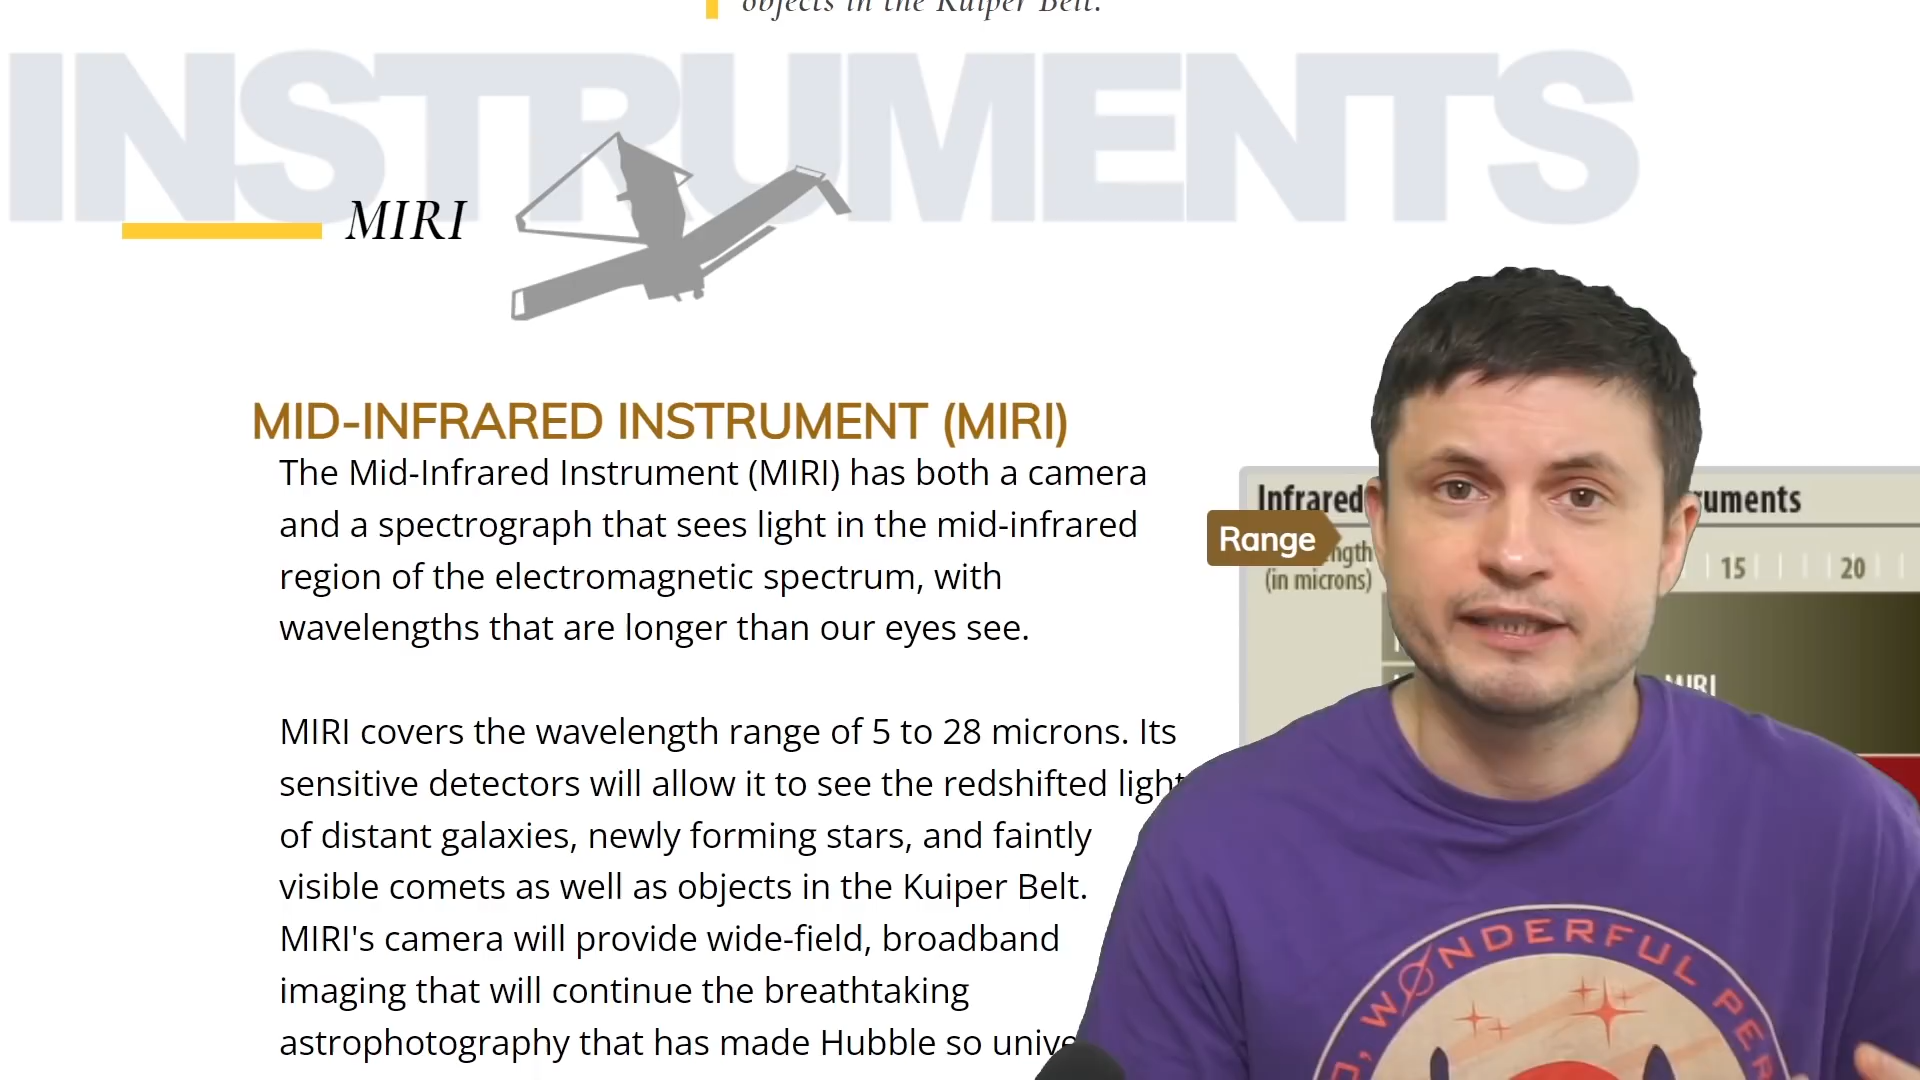 objects in the Kuiper Belt.
INSTRUMENTS
MIRI
MID-INFRARED INSTRUMENT (MIRI)
The Mid-Infrared Instrument (MIRI) has both a camera
and a spectrograph that sees light in the mid-infrared
region of the electromagnetic spectrum, with
wavelengths that are longer than our eyes see.
MIRI covers the wavelength range of 5 to 28 microns. Its
sensitive detectors will allow it to see the redshifted light
of distant galaxies, newly forming stars, and faintly
visible comets as well as objects in the Kuiper Belt.
MIRI's camera will provide wide-field, broadband
imaging that will continue the breathtaking
astrophotography that has made Hubble so
Infrared
Range
(in microns)
15 20
MIRI
WØNDERFUL